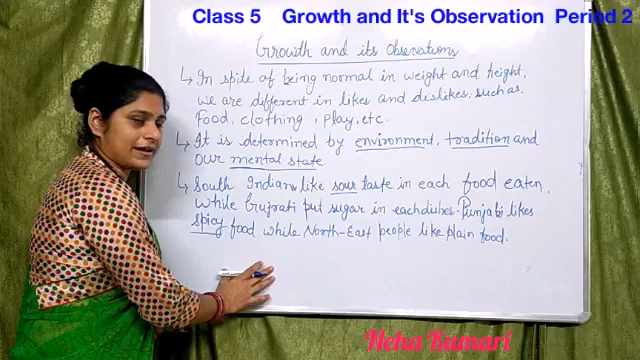 Class 5 Growth and It's Observation Period 2
Growth and its Observations
↳ In spite of being normal in weight and height,
we are different in likes and dislikes. such as
Food, clothing, play, etc.
↳ It is determined by environment, tradition and
our mental state.
↳ South Indians like sour taste in each food eaten,
while Gujrati put sugar in each dishes. Punjabi likes
spicy food while North-East people like plain food.
Neha Kumari